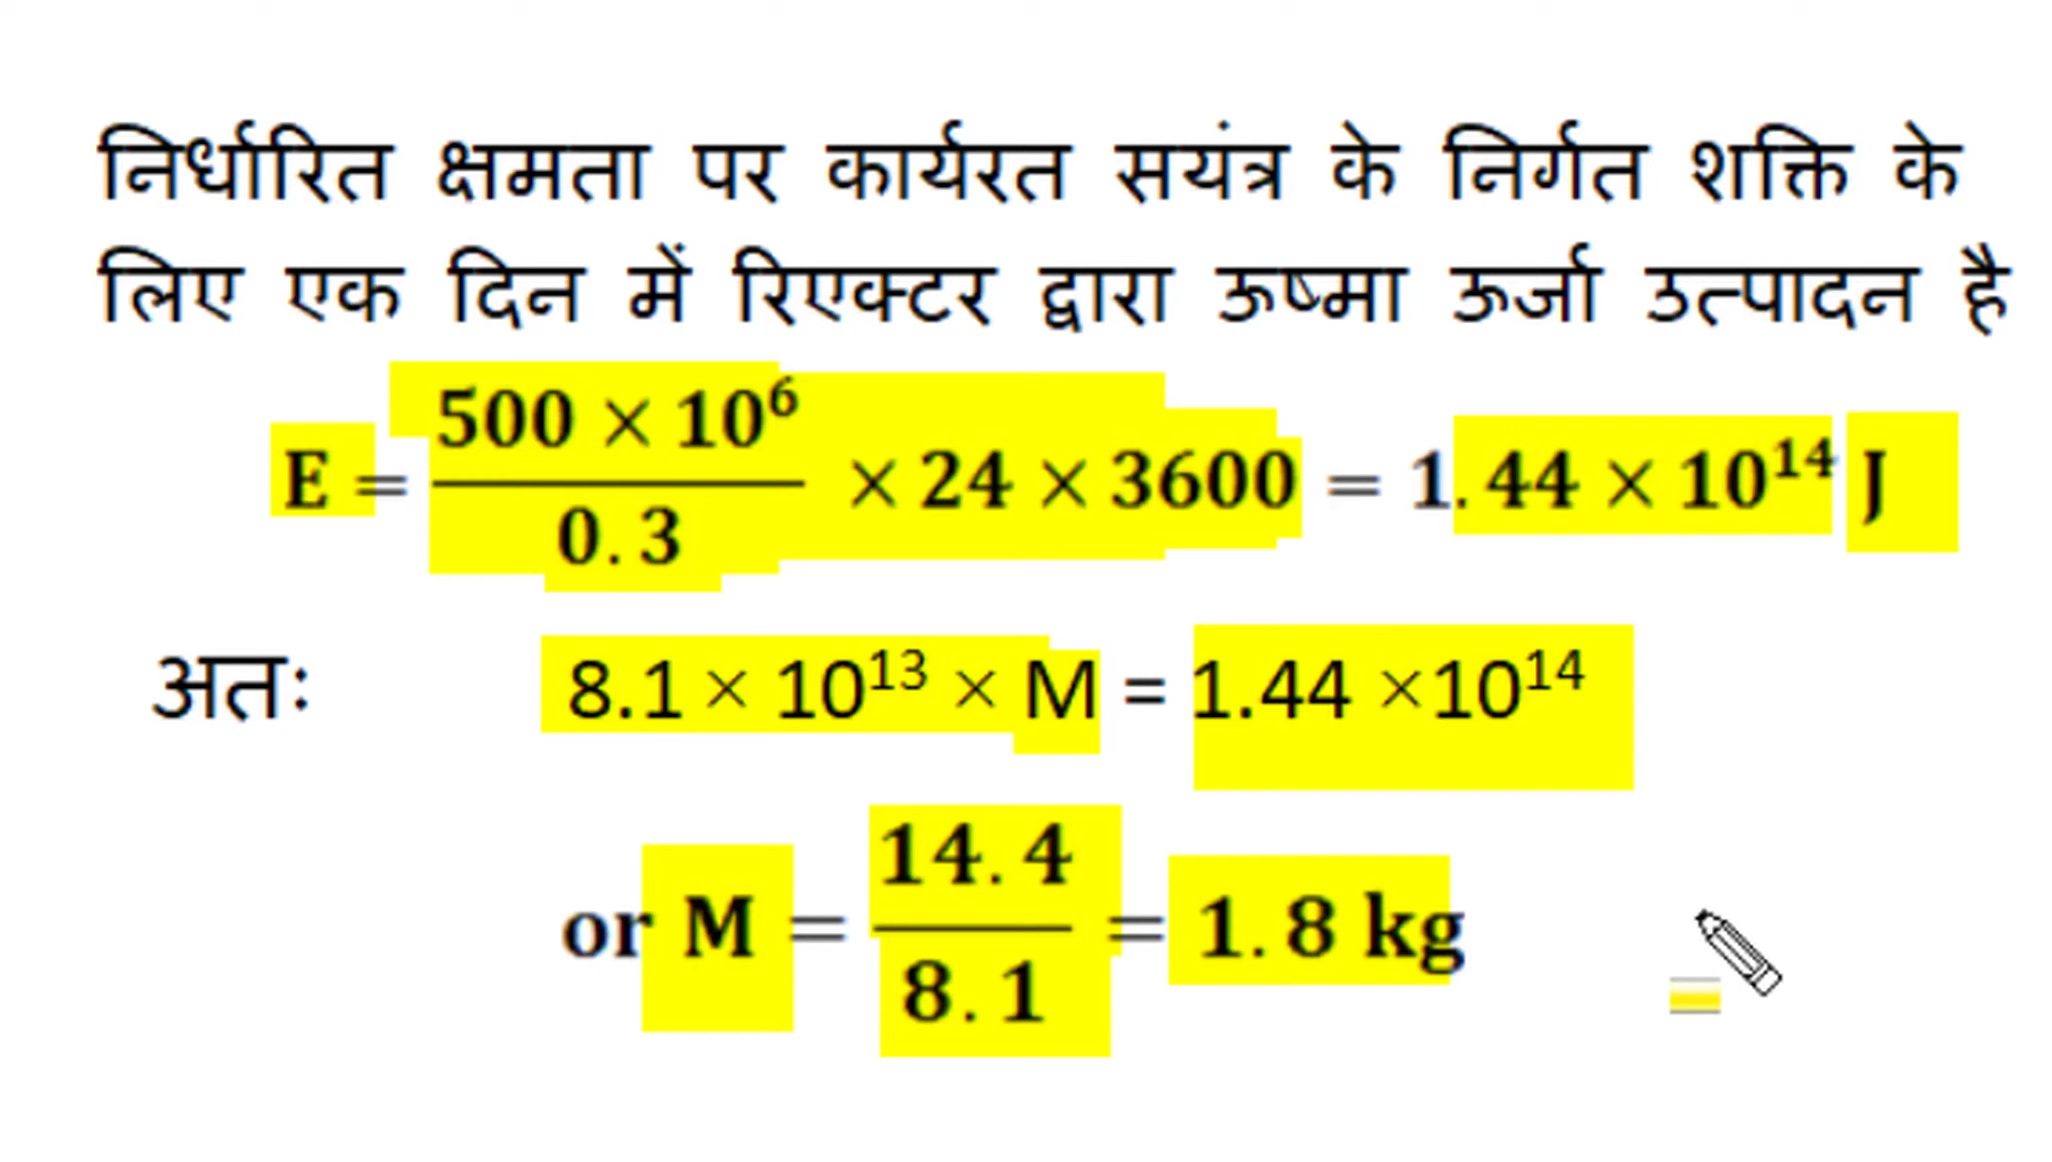 निर्धारित क्षमता पर कार्यरत सयंत्र के निर्गत शक्ति के
लिए एक दिन में रिएक्टर द्वारा ऊष्मा ऊर्जा उत्पादन है
E = 500 × 10⁶ / 0.3 × 24 × 3600 = 1.44 × 10¹⁴ J
अतः 8.1 × 10¹³ × M = 1.44 ×10¹⁴
or M = 14.4 / 8.1 = 1.8 kg